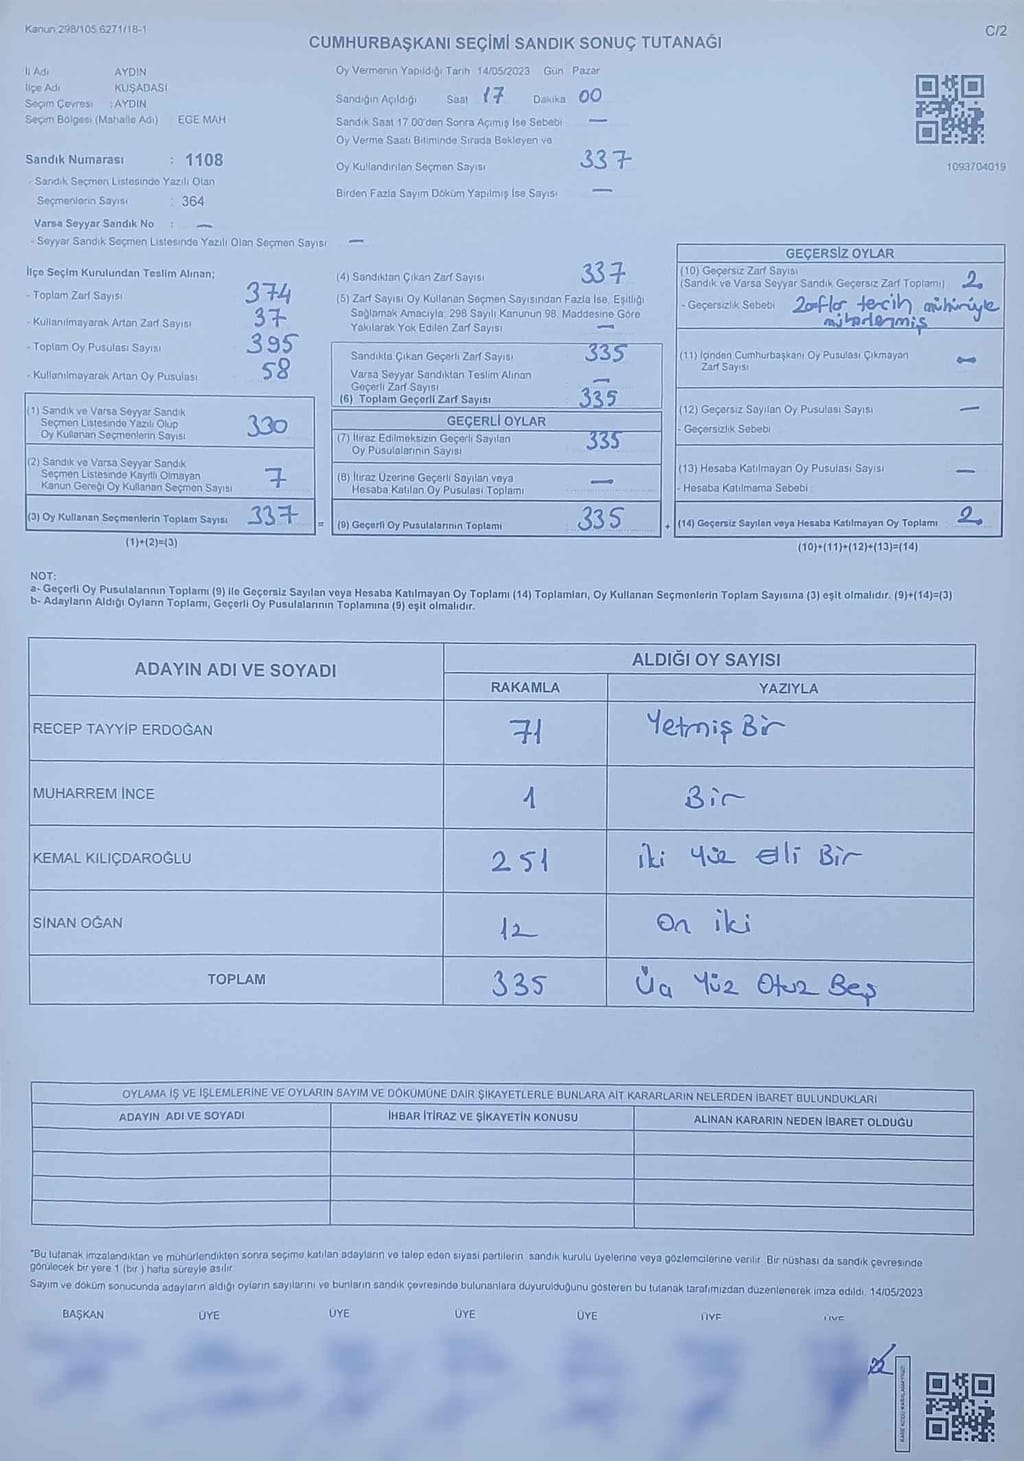 Kanun 298/105 6271/18-1
C/2
CUMHURBAŞKANI SEÇİMİ SANDIK SONUÇ TUTANAĞI
İl Adı AYDIN
İlçe Adı KUŞADASI
Seçim Çevresi : AYDIN
Seçim Bölgesi (Mahalle Adı) EGE MAH
Sandık Numarası : 1108
- Sandık Seçmen Listesinde Yazılı Olan
Seçmenlerin Sayısı : 364
Varsa Seyyar Sandık No : —
- Seyyar Sandık Seçmen Listesinde Yazılı Olan Seçmen Sayısı —
Oy Vermenin Yapıldığı Tarih 14/05/2023 Gün Pazar
Sandığın Açıldığı Saat 17 Dakika 00
Sandık Saat 17 00'den Sonra Açılmış İse Sebebi —
Oy Verme Saati Bitiminde Sırada Bekleyen ve
Oy Kullandırılan Seçmen Sayısı 337
Birden Fazla Sayım Döküm Yapılmış İse Sayısı —
1093704019
İlçe Seçim Kurulundan Teslim Alınan;
- Toplam Zarf Sayısı 374
- Kullanılmayarak Artan Zarf Sayısı 37
- Toplam Oy Pusulası Sayısı 395
- Kullanılmayarak Artan Oy Pusulası 58
(1) Sandık ve Varsa Seyyar Sandık
Seçmen Listesinde Yazılı Olup
Oy Kullanan Seçmenlerin Sayısı 330
(2) Sandık ve Varsa Seyyar Sandık
Seçmen Listesinde Kayıtlı Olmayan
Kanun Gereği Oy Kullanan Seçmen Sayısı 7
(3) Oy Kullanan Seçmenlerin Toplam Sayısı 337
(1)+(2)=(3)
(4) Sandıktan Çıkan Zarf Sayısı 337
(5) Zarf Sayısı Oy Kullanan Seçmen Sayısından Fazla İse, Eşitliği
Sağlamak Amacıyla; 298 Sayılı Kanunun 98. Maddesine Göre
Yakılarak Yok Edilen Zarf Sayısı —
Sandıkta Çıkan Geçerli Zarf Sayısı 335
Varsa Seyyar Sandıktan Teslim Alınan
Geçerli Zarf Sayısı —
(6) Toplam Geçerli Zarf Sayısı 335
GEÇERLİ OYLAR
(7) İtiraz Edilmeksizin Geçerli Sayılan
Oy Pusulalarının Sayısı 335
(8) İtiraz Üzerine Geçerli Sayılan veya
Hesaba Katılan Oy Pusulası Toplamı —
= (9) Geçerli Oy Pusulalarının Toplamı 335
GEÇERSİZ OYLAR
(10) Geçersiz Zarf Sayısı
(Sandık ve Varsa Seyyar Sandık Geçersiz Zarf Toplamı) 2
- Geçersizlik Sebebi tercih mühürüyle
(11) İçinden Cumhurbaşkanı Oy Pusulası Çıkmayan
Zarf Sayısı —
(12) Geçersiz Sayılan Oy Pusulası Sayısı —
- Geçersizlik Sebebi
(13) Hesaba Katılmayan Oy Pusulası Sayısı —
- Hesaba Katılmama Sebebi
+ (14) Geçersiz Sayılan veya Hesaba Katılmayan Oy Toplamı 2
(10)+(11)+(12)+(13)=(14)
NOT:
a- Geçerli Oy Pusulalarının Toplamı (9) ile Geçersiz Sayılan veya Hesaba Katılmayan Oy Toplamı (14) Toplamları, Oy Kullanan Seçmenlerin Toplam Sayısına (3) eşit olmalıdır. (9)+(14)=(3)
b- Adayların Aldığı Oyların Toplamı, Geçerli Oy Pusulalarının Toplamına (9) eşit olmalıdır.
ADAYIN ADI VE SOYADI
ALDIĞI OY SAYISI
RAKAMLA YAZIYLA
RECEP TAYYİP ERDOĞAN 71 Yetmiş Bir
MUHARREM İNCE 1 Bir
KEMAL KILIÇDAROĞLU 251 iki Yüz Elli Bir
SİNAN OĞAN 12 On iki
TOPLAM 335 Üç Yüz Otuz Beş
OYLAMA İŞ VE İŞLEMLERİNE VE OYLARIN SAYIM VE DÖKÜMÜNE DAİR ŞİKAYETLERLE BUNLARA AİT KARARLARIN NELERDEN İBARET BULUNDUKLARI
ADAYIN ADI VE SOYADI İHBAR İTİRAZ VE ŞİKAYETİN KONUSU ALINAN KARARIN NEDEN İBARET OLDUĞU
*Bu tutanak imzalandıktan ve mühürlendikten sonra seçime katılan adayların ve talep eden siyasi partilerin sandık kurulu üyelerine veya gözlemcilerine verilir. Bir nüshası da sandık çevresinde
görülecek bir yere 1 (bir) hafta süreyle asılır.
Sayım ve döküm sonucunda adayların aldığı oyların sayılarını ve bunların sandık çevresinde bulunanlara duyurulduğunu gösteren bu tutanak tarafımızdan düzenlenerek imza edildi. 14/05/2023
BAŞKAN ÜYE ÜYE ÜYE ÜYE ÜYE ÜYE